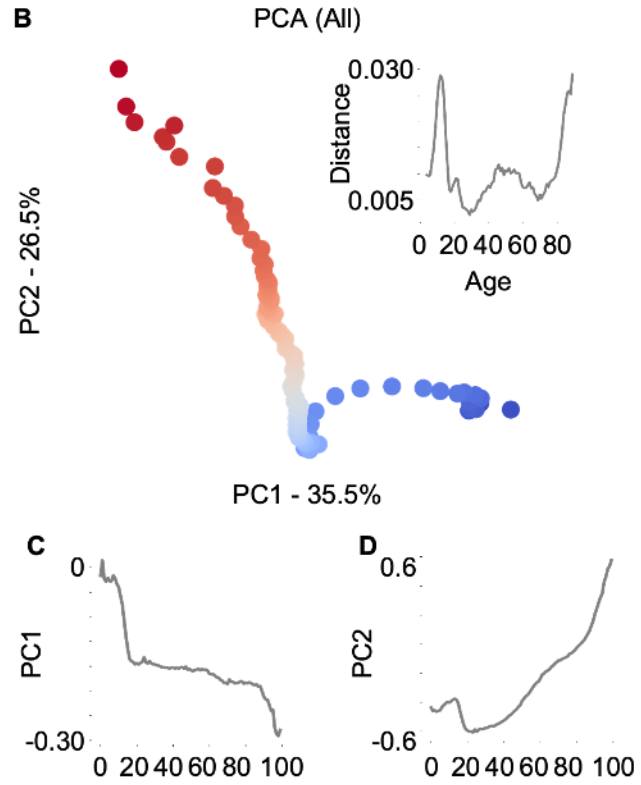 B
PCA (All)
PC2 - 26.5%
PC1 - 35.5%
Distance
0.030
0.005
0 20 40 60 80
Age
C
PC1
0
-0.30
0 20 40 60 80 100
D
PC2
0.6
-0.6
0 20 40 60 80 100